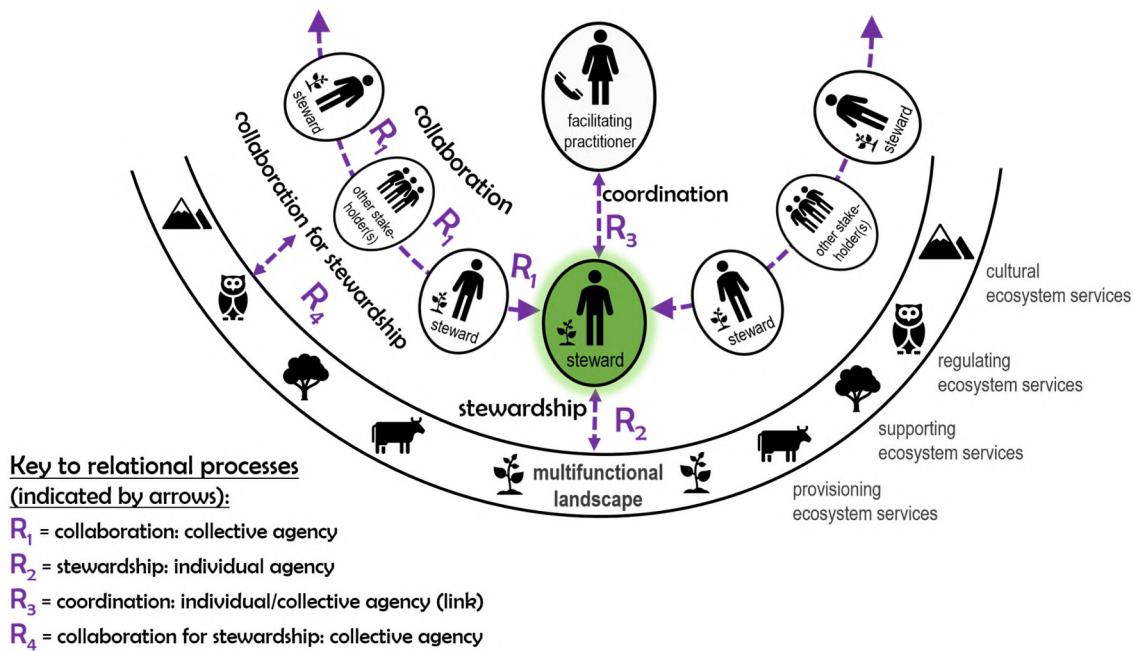 steward
R1
collaboration
other stake-
holder(s)
R1
collaboration for stewardship
R4
steward
R1
facilitating
practitioner
coordination
R3
steward
other stake-
holder(s)
steward
steward
stewardship
R2
multifunctional
landscape
cultural
ecosystem services
regulating
ecosystem services
supporting
ecosystem services
provisioning
ecosystem services
Key to relational processes
(indicated by arrows):
R1 = collaboration: collective agency
R2 = stewardship: individual agency
R3 = coordination: individual/collective agency (link)
R4 = collaboration for stewardship: collective agency